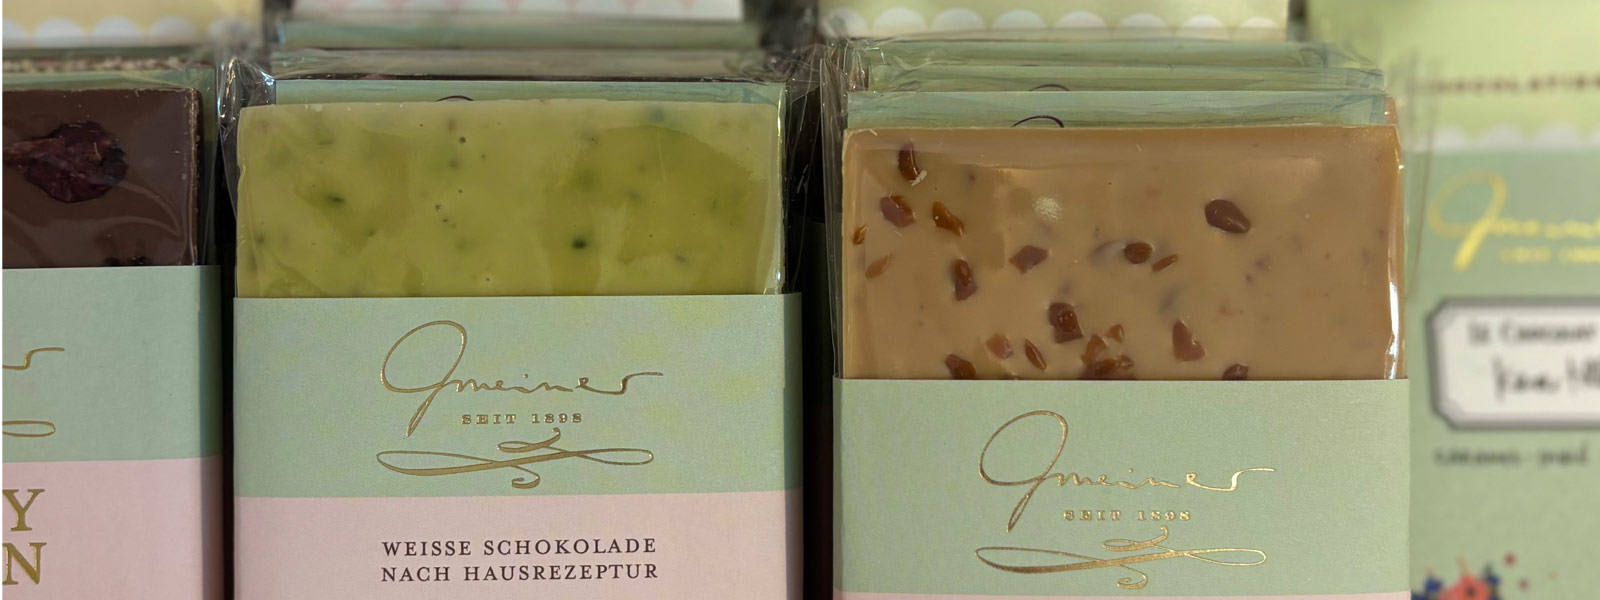 Y
N
Gmeiner
SEIT 1898
WEISSE SCHOKOLADE
NACH HAUSREZEPTUR
Gmeiner
SEIT 1898